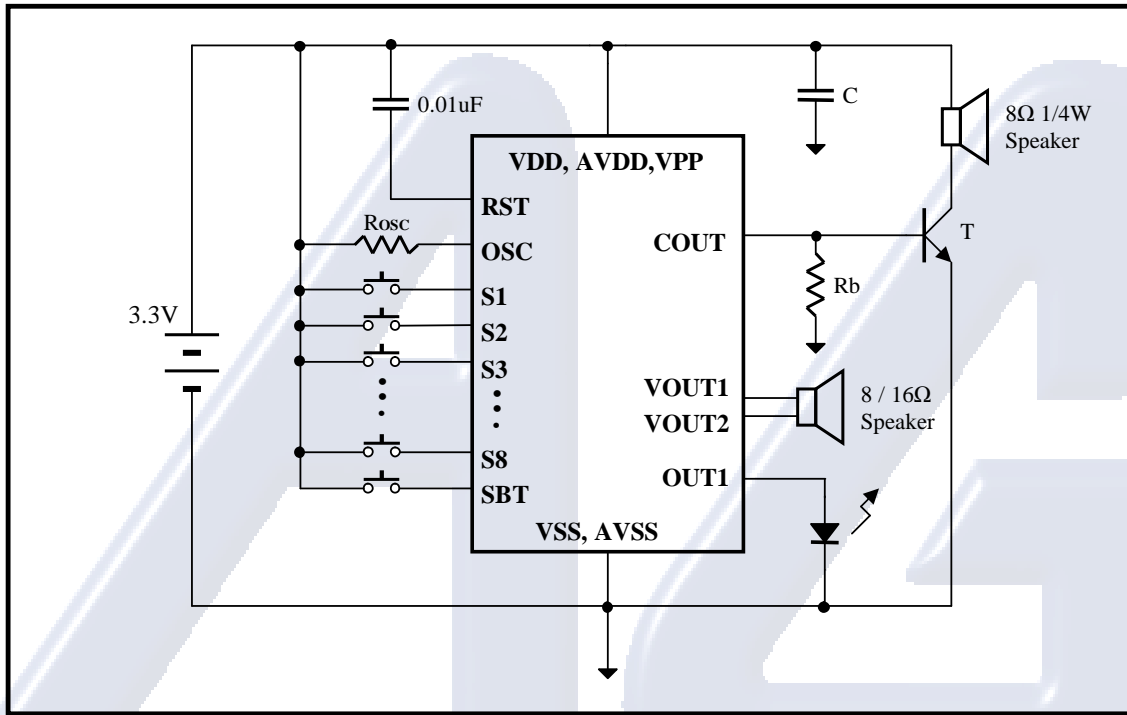 0.01uF
C
8Ω 1/4W
Speaker
VDD, AVDD,VPP
RST
Rosc
OSC
COUT
T
S1
Rb
3.3V
S2
S3
VOUT1
8 / 16Ω
VOUT2
Speaker
S8
OUT1
SBT
VSS, AVSS